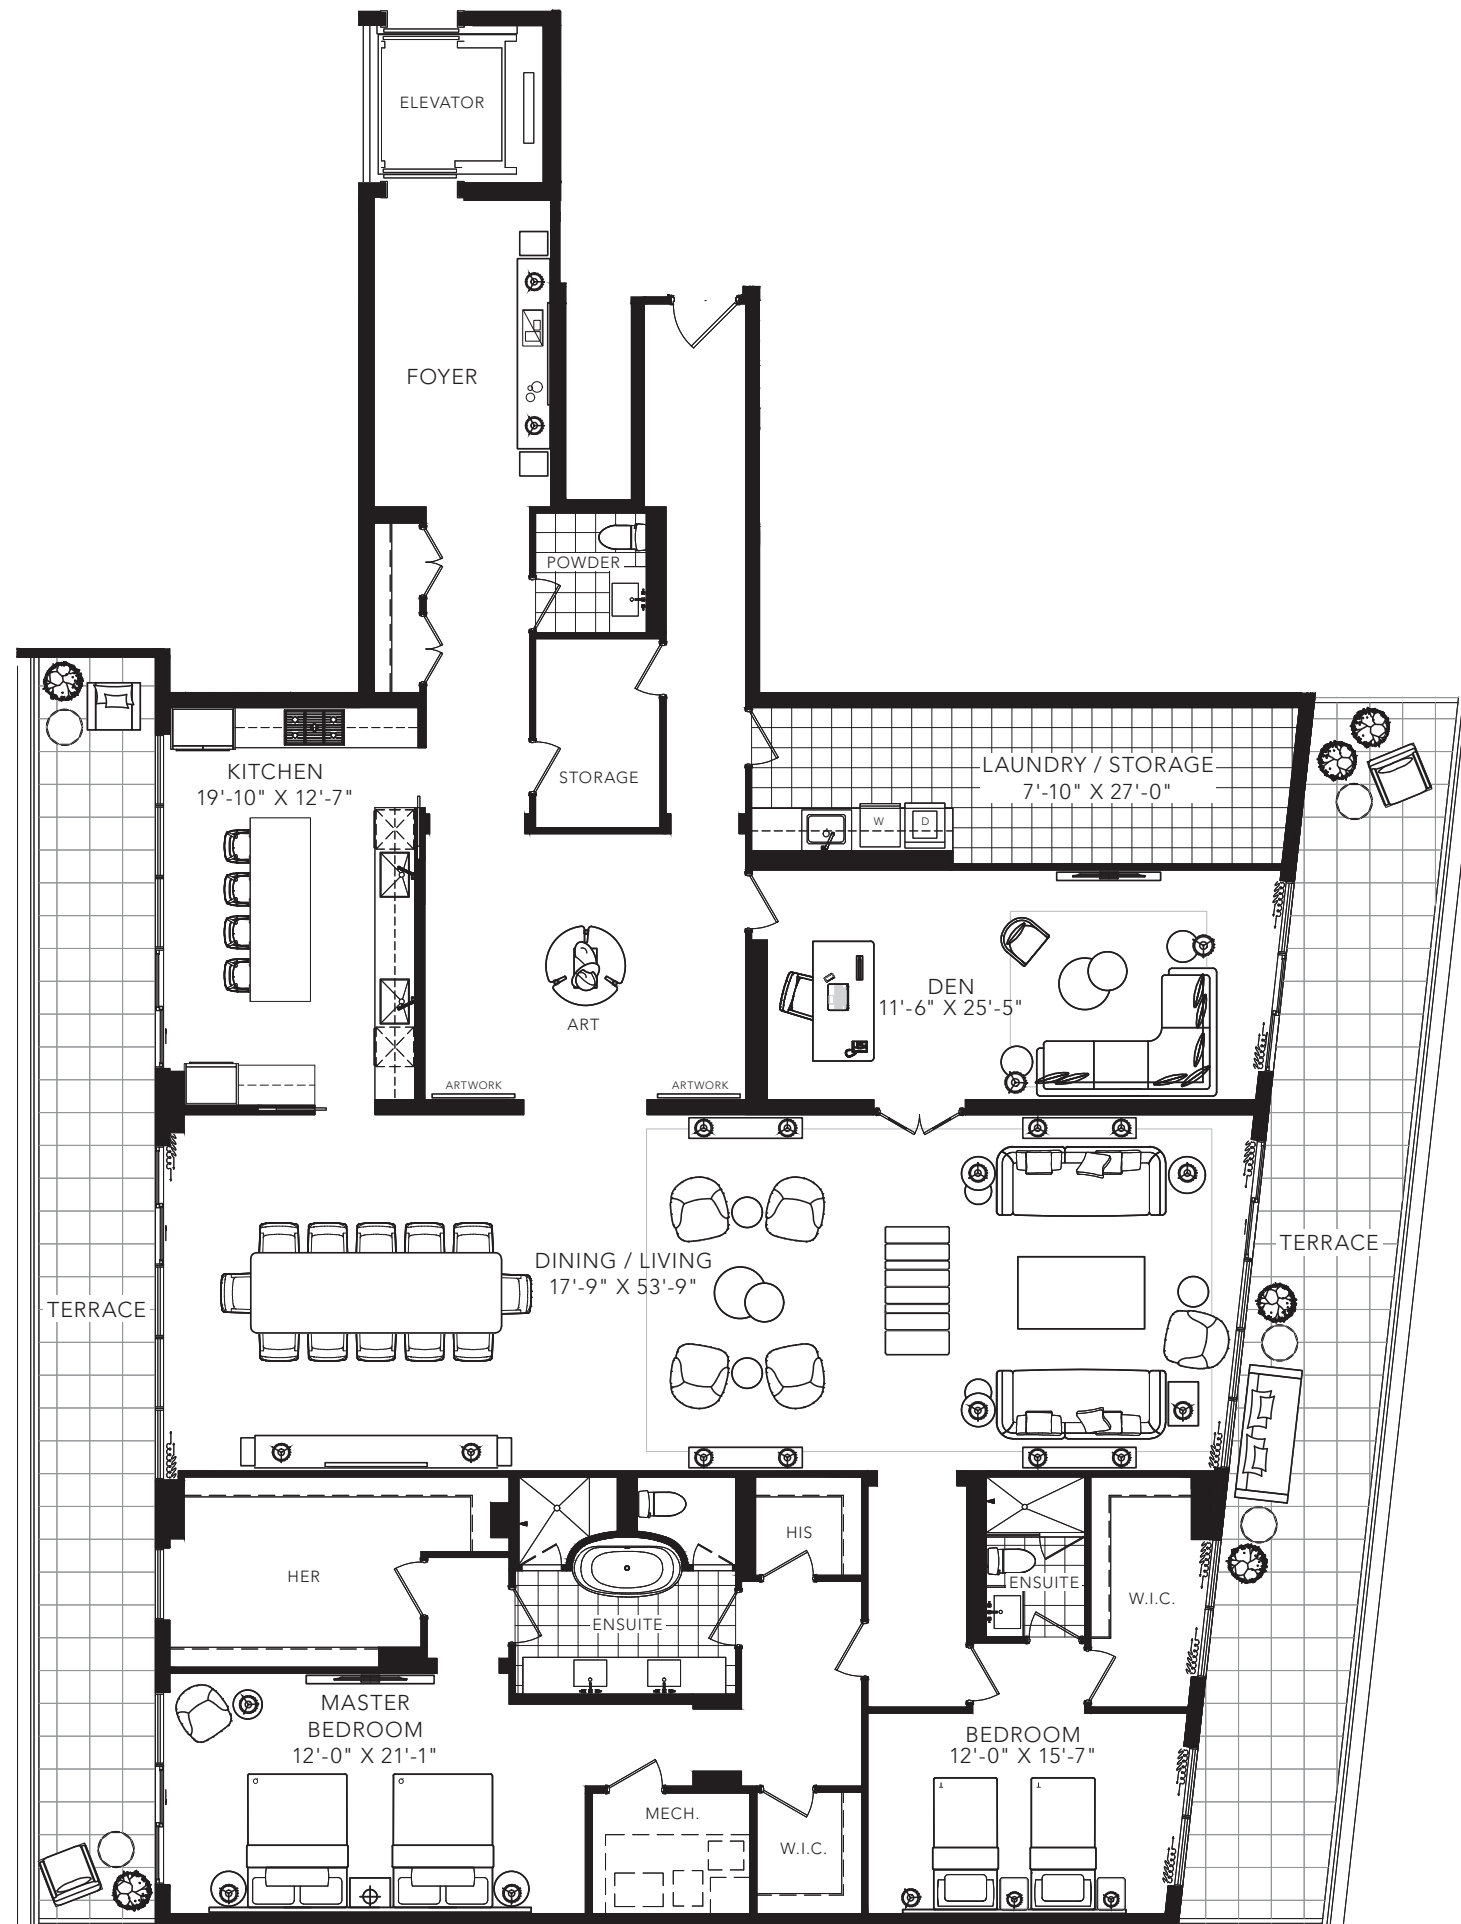 ELEVATOR
FOYER
POWDER
KITCHEN
19'-10" X 12'-7"
STORAGE
LAUNDRY / STORAGE
7'-10" X 27'-0"
W
D
DEN
11'-6" X 25'-5"
ART
ARTWORK
ARTWORK
DINING / LIVING
17'-9" X 53'-9"
TERRACE
TERRACE
HIS
HER
ENSUITE
ENSUITE
W.I.C.
MASTER
BEDROOM
12'-0" X 21'-1"
BEDROOM
12'-0" X 15'-7"
MECH.
W.I.C.